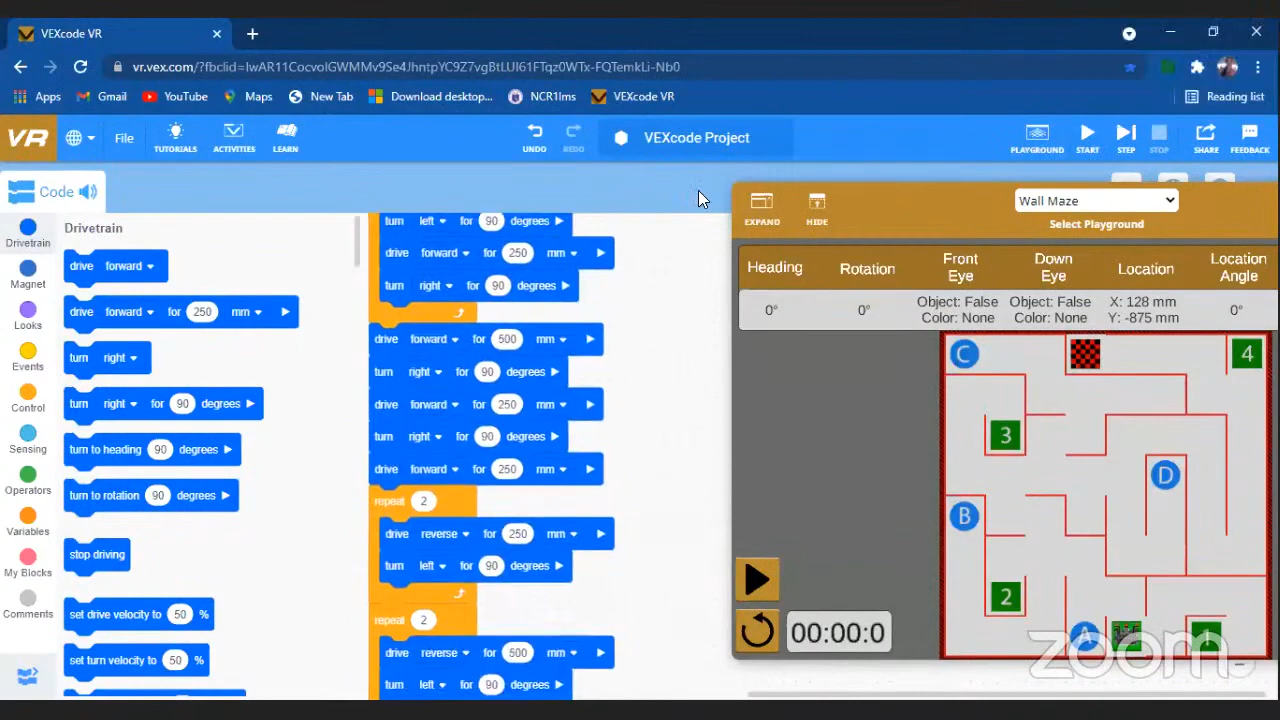 VEXcode VR
vr.vex.com/?fbclid=IwAR11CocvolGWMMv9Se4JhntpYC9Z7vgBtLUI61FTqz0WTx-FQTemkLi-Nb0
Apps Gmail YouTube Maps New Tab Download desktop... NCR1lms VEXcode VR Reading list
VR File TUTORIALS ACTIVITIES LEARN UNDO REDO VEXcode Project PLAYGROUND START STEP STOP SHARE FEEDBACK
Code
Drivetrain
Magnet
Looks
Events
Control
Sensing
Operators
Variables
My Blocks
Comments
Drivetrain
drive forward
drive forward for 250 mm
turn right
turn right for 90 degrees
turn to heading 90 degrees
turn to rotation 90 degrees
stop driving
set drive velocity to 50 %
set turn velocity to 50 %
turn left for 90 degrees
drive forward for 250 mm
turn right for 90 degrees
drive forward for 500 mm
turn right for 90 degrees
drive forward for 250 mm
turn right for 90 degrees
drive forward for 250 mm
repeat 2
drive reverse for 250 mm
turn left for 90 degrees
repeat 2
drive reverse for 500 mm
turn left for 90 degrees
EXPAND HIDE Wall Maze
Select Playground
Heading Rotation Front Eye Down Eye Location Location Angle
0° 0° Object: False Color: None Object: False Color: None X: 128 mm Y: -875 mm 0°
C 4
3
D
B
2
A
00:00:0
zoom